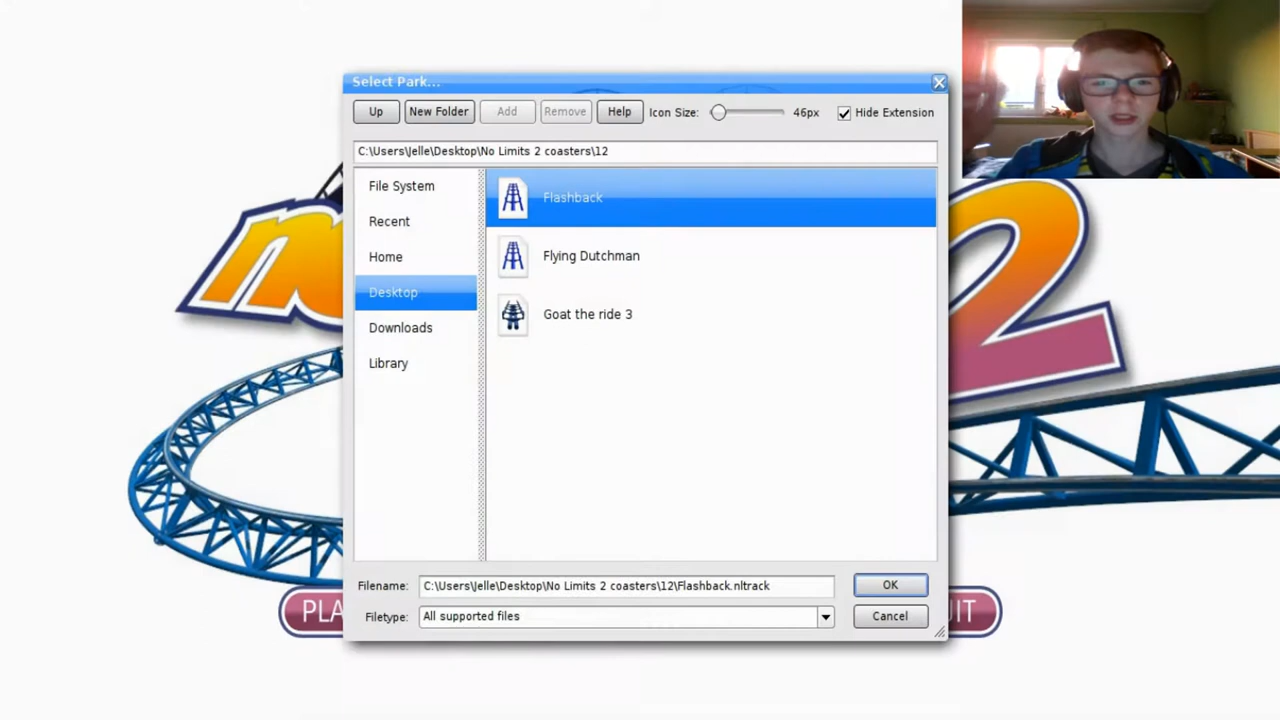 Select Park...
Up New Folder Add Remove Help Icon Size: 46px Hide Extension
C:\Users\Jelle\Desktop\No Limits 2 coasters\12
File System
Recent
Home
Desktop
Downloads
Library
Flashback
Flying Dutchman
Goat the ride 3
Filename: C:\Users\Jelle\Desktop\No Limits 2 coasters\12\Flashback.nltrack OK
Filetype: All supported files Cancel
2